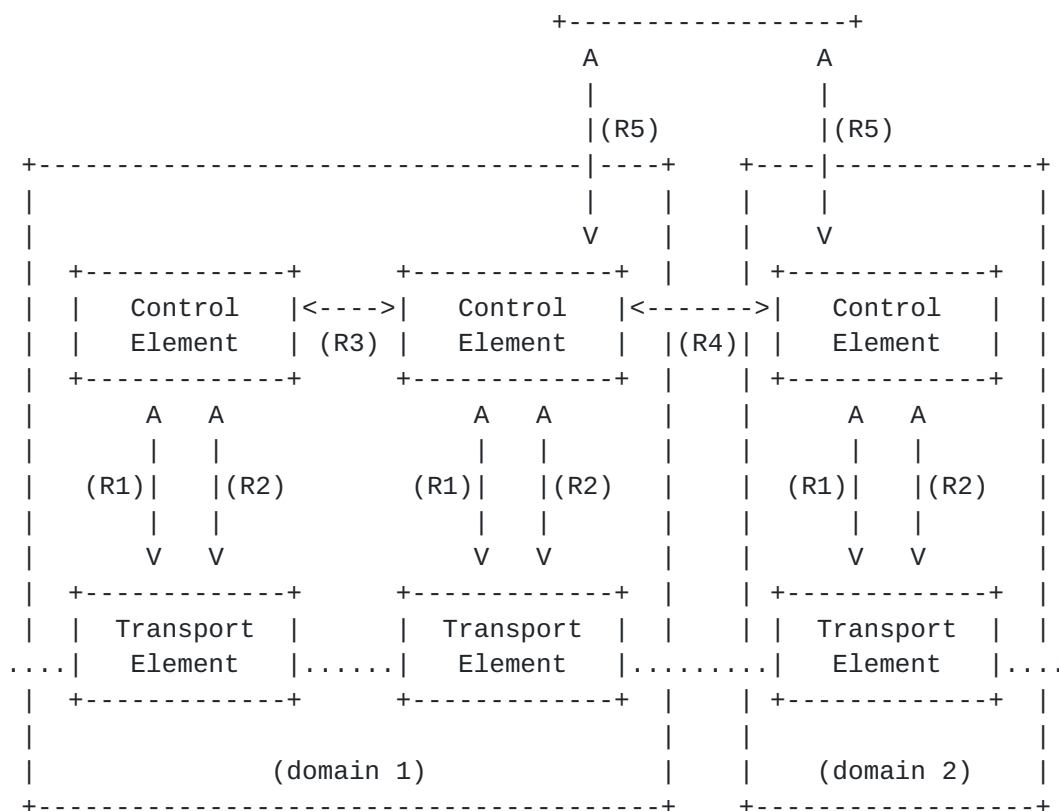 +------------------+
A              A
|              |
|(R5)          |(R5)
+-----------------------------------|----+    +----|-------------+
|                                   |    |    |    |             |
|                                   V    |    |    V             |
|  +-------------+      +-------------+  |    | +-------------+  |
|  |   Control   |<---->|   Control   |<------->|   Control   |  |
|  |   Element   | (R3) |   Element   |  |(R4)| |   Element   |  |
|  +-------------+      +-------------+  |    | +-------------+  |
|       A   A                A   A       |    |      A   A       |
|       |   |                |   |       |    |      |   |       |
|   (R1)|   |(R2)        (R1)|   |(R2)   |    |  (R1)|   |(R2)   |
|       |   |                |   |       |    |      |   |       |
|       V   V                V   V       |    |      V   V       |
|  +-------------+      +-------------+  |    | +-------------+  |
|  |  Transport  |      |  Transport  |  |    | |  Transport  |  |
....|   Element   |......|   Element   |.........|   Element   |....
|  +-------------+      +-------------+  |    | +-------------+  |
|                                        |    |                  |
|               (domain 1)               |    |    (domain 2)    |
+----------------------------------------+    +------------------+